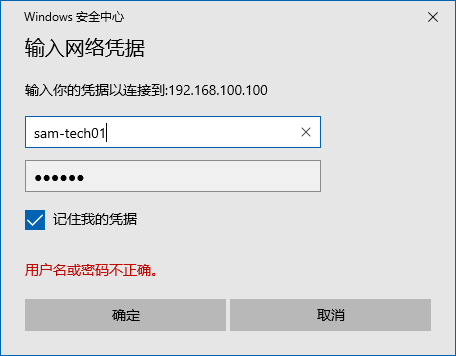 Windows 安全中心
输入网络凭据
输入你的凭据以连接到:192.168.100.100
sam-tech01
●●●●●●
记住我的凭据
用户名或密码不正确。
确定
取消